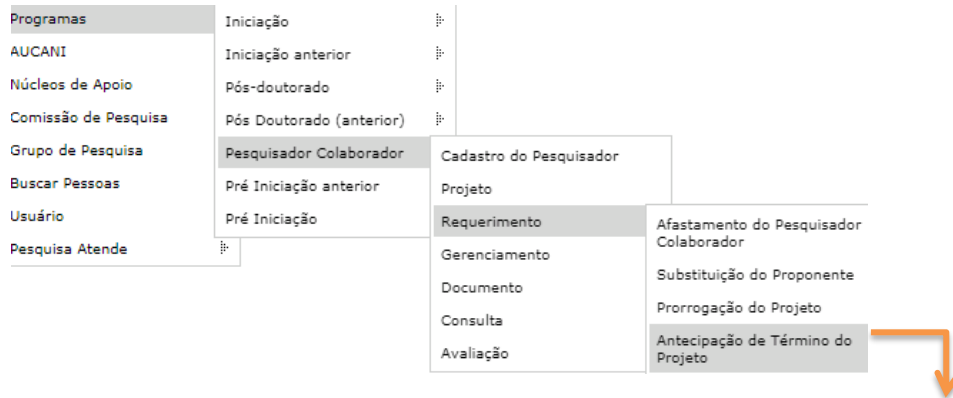 Programas
AUCANI
Núcleos de Apoio
Comissão de Pesquisa
Grupo de Pesquisa
Buscar Pessoas
Usuário
Pesquisa Atende
Iniciação
Iniciação anterior
Pós-doutorado
Pós Doutorado (anterior)
Pesquisador Colaborador
Pré Iniciação anterior
Pré Iniciação
Cadastro do Pesquisador
Projeto
Requerimento
Gerenciamento
Documento
Consulta
Avaliação
Afastamento do Pesquisador
Colaborador
Substituição do Proponente
Prorrogação do Projeto
Antecipação de Término do
Projeto